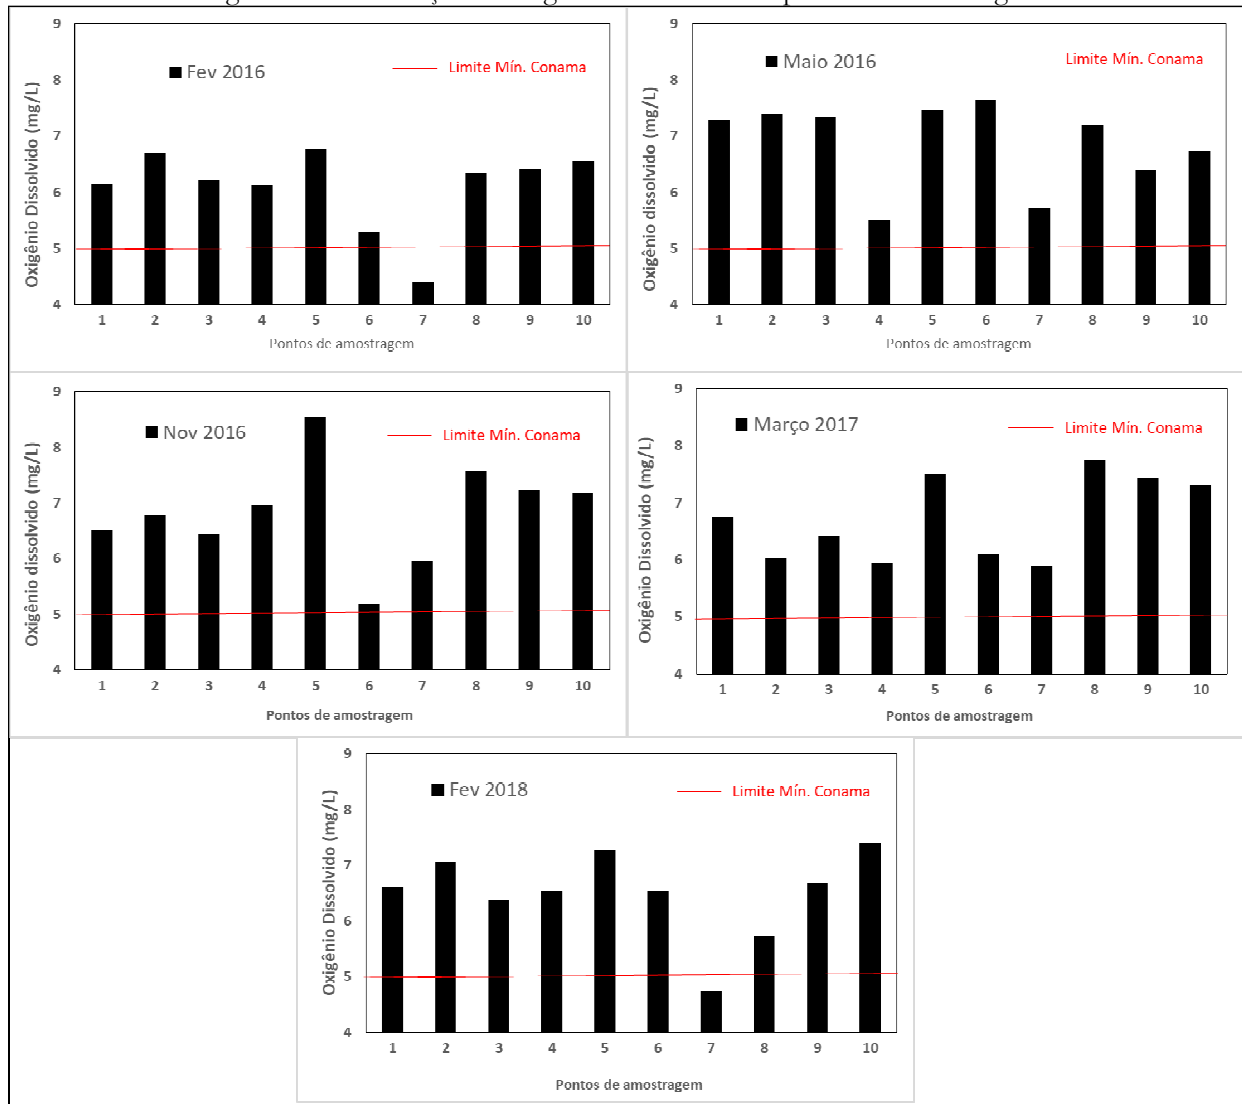 9
8
7
6
5
4
Oxigênio Dissolvido (mg/L)
Fev 2016
Limite Mín. Conama
1 2 3 4 5 6 7 8 9 10
Pontos de amostragem
9
8
7
6
5
4
Oxigênio dissolvido (mg/L)
Maio 2016
Limite Mín. Conama
1 2 3 4 5 6 7 8 9 10
Pontos de amostragem
9
8
7
6
5
4
Oxigênio dissolvido (mg/L)
Nov 2016
Limite Mín. Conama
1 2 3 4 5 6 7 8 9 10
Pontos de amostragem
9
8
7
6
5
4
Oxigênio Dissolvido (mg/L)
Março 2017
Limite Mín. Conama
1 2 3 4 5 6 7 8 9 10
Pontos de amostragem
9
8
7
6
5
4
Oxigênio Dissolvido (mg/L)
Fev 2018
Limite Mín. Conama
1 2 3 4 5 6 7 8 9 10
Pontos de amostragem